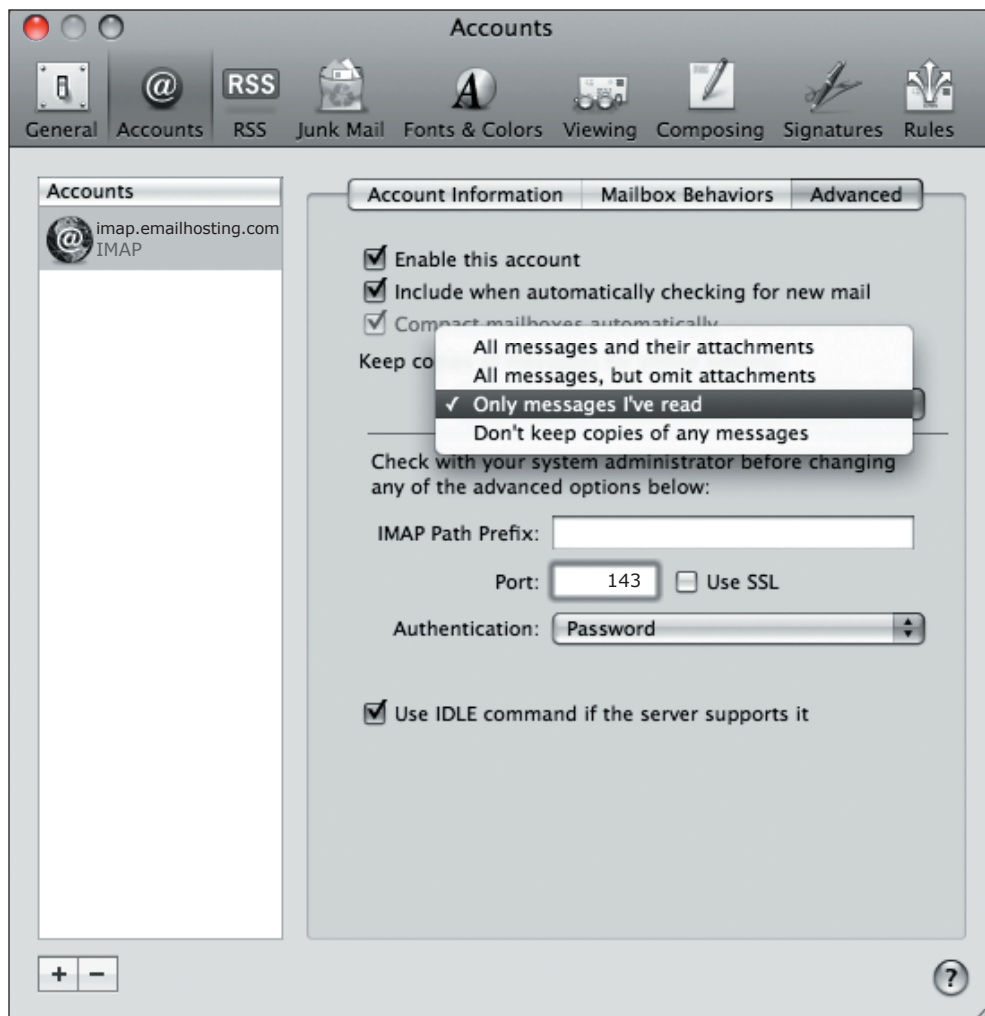 Accounts
RSS
General Accounts RSS Junk Mail Fonts & Colors Viewing Composing Signatures Rules
Accounts
imap.emailhosting.com
IMAP
Account Information Mailbox Behaviors Advanced
Enable this account
Include when automatically checking for new mail
Compact mailboxes automatically
Keep co
All messages and their attachments
All messages, but omit attachments
✓ Only messages I've read
Don't keep copies of any messages
Check with your system administrator before changing
any of the advanced options below:
IMAP Path Prefix:
Port: 143 Use SSL
Authentication: Password
Use IDLE command if the server supports it
+ −
?